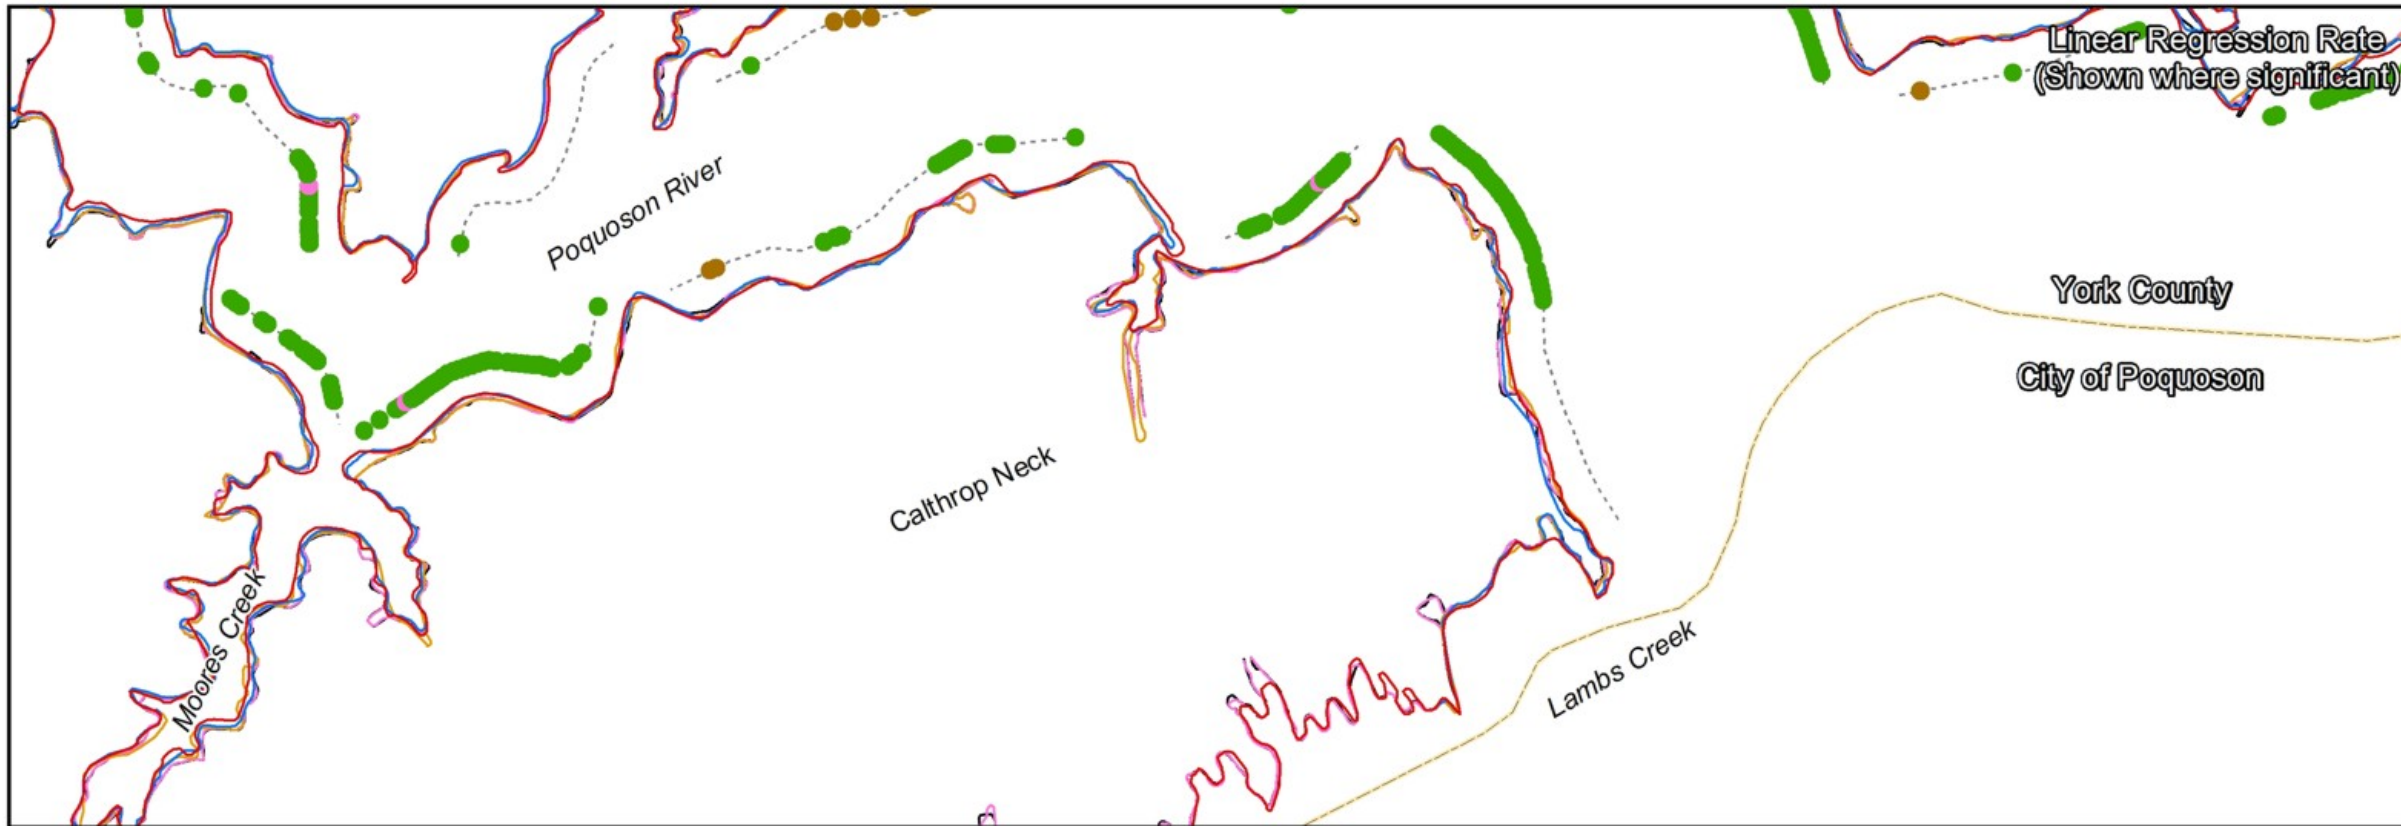 Linear Regression Rate
(Shown where significant)
Poquoson River
York County
City of Poquoson
Calthrop Neck
Moores Creek
Lambs Creek